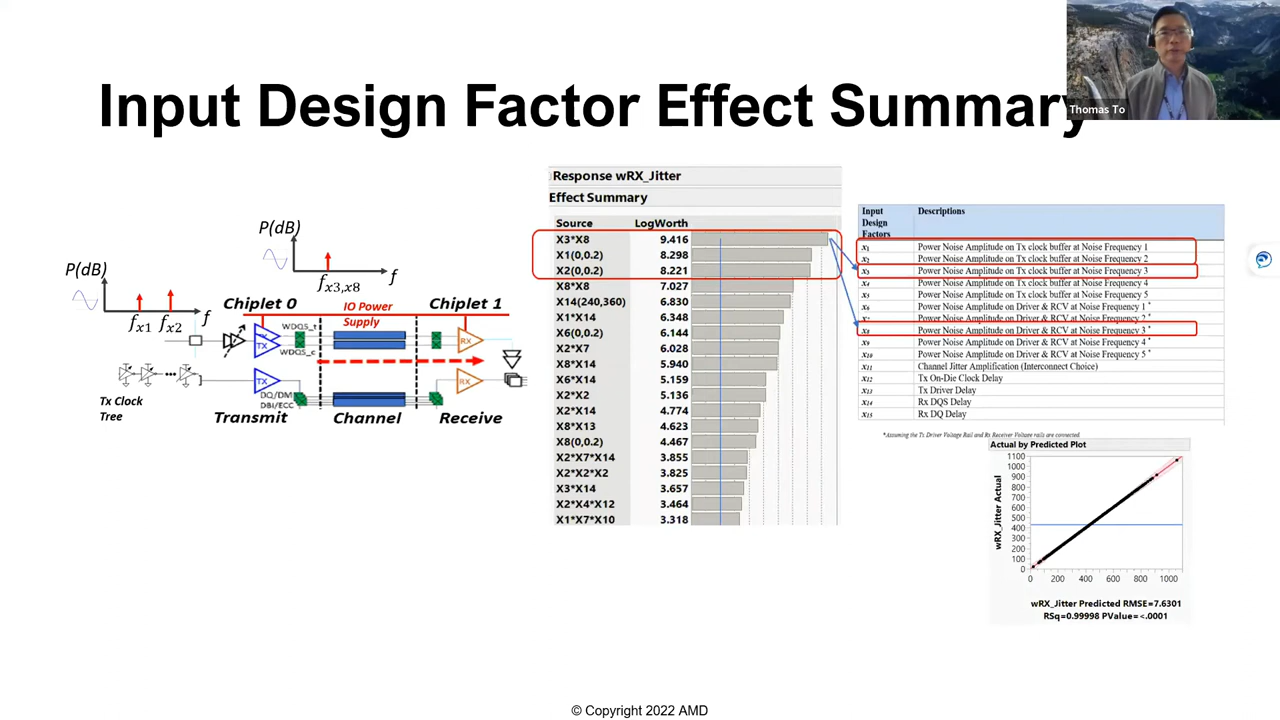 Thomas To
Input Design Factor Effect Summary
P(dB)
f
fx3,x8
P(dB)
f
fx1 fx2
Chiplet 0
IO Power
Supply
Chiplet 1
WDQS_t
WDQS_c
TX
RX
TX
RX
DQ/DM
DBI/ECC
Tx Clock
Tree
Transmit
Channel
Receive
Response wRX_Jitter
Effect Summary
Source LogWorth
X3*X8 9.416
X1(0,0.2) 8.298
X2(0,0.2) 8.221
X8*X8 7.027
X14(240,360) 6.830
X1*X14 6.348
X6(0,0.2) 6.144
X2*X7 6.028
X8*X14 5.940
X6*X14 5.159
X2*X2 5.136
X2*X14 4.774
X8*X13 4.623
X8(0,0.2) 4.467
X2*X7*X14 3.855
X2*X2*X2 3.825
X3*X14 3.657
X2*X4*X12 3.464
X1*X7*X10 3.318
Input
Design
Factors
Descriptions
x1 Power Noise Amplitude on Tx clock buffer at Noise Frequency 1
x2 Power Noise Amplitude on Tx clock buffer at Noise Frequency 2
x3 Power Noise Amplitude on Tx clock buffer at Noise Frequency 3
x4 Power Noise Amplitude on Tx clock buffer at Noise Frequency 4
x5 Power Noise Amplitude on Tx clock buffer at Noise Frequency 5
x6 Power Noise Amplitude on Driver & RCV at Noise Frequency 1 *
x7 Power Noise Amplitude on Driver & RCV at Noise Frequency 2 *
x8 Power Noise Amplitude on Driver & RCV at Noise Frequency 3 *
x9 Power Noise Amplitude on Driver & RCV at Noise Frequency 4 *
x10 Power Noise Amplitude on Driver & RCV at Noise Frequency 5 *
x11 Channel Jitter Amplification (Interconnect Choice)
x12 Tx On-Die Clock Delay
x13 Tx Driver Delay
x14 Rx DQS Delay
x15 Rx DQ Delay
*Assuming the Tx Driver Voltage Rail and Rx Receiver Voltage rails are connected.
Actual by Predicted Plot
wRX_Jitter Actual
1100
1000
900
800
700
600
500
400
300
200
100
0
0 200 400 600 800 1000
wRX_Jitter Predicted RMSE=7.6301
RSq=0.99998 PValue=<.0001
© Copyright 2022 AMD